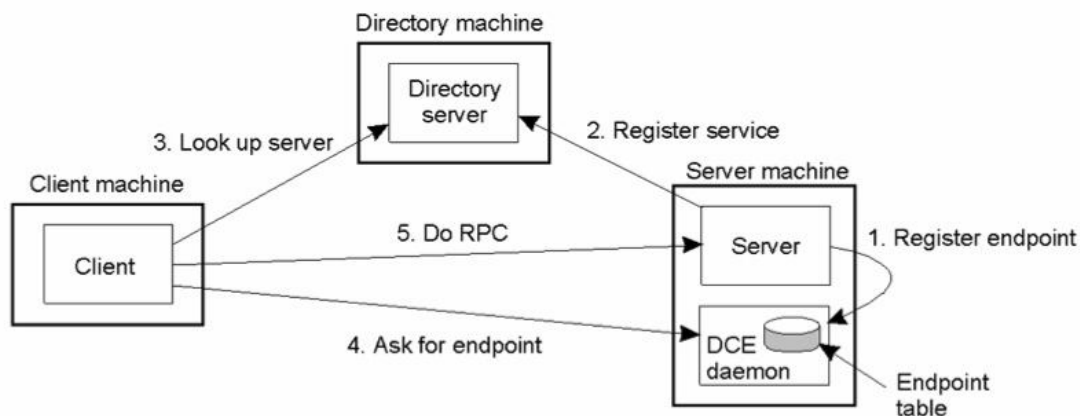 Directory machine
Directory
server
3. Look up server
2. Register service
Client machine
Server machine
Client
5. Do RPC
Server
1. Register endpoint
4. Ask for endpoint
DCE
daemon
Endpoint
table